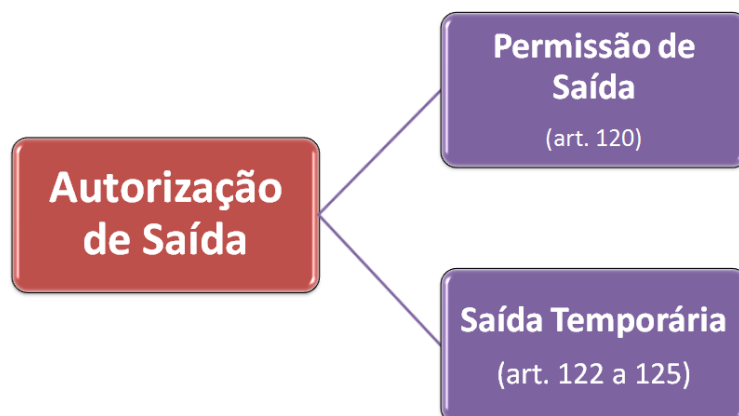 Permissão de
Saída
(art. 120)
Autorização
de Saída
Saída Temporária
(art. 122 a 125)